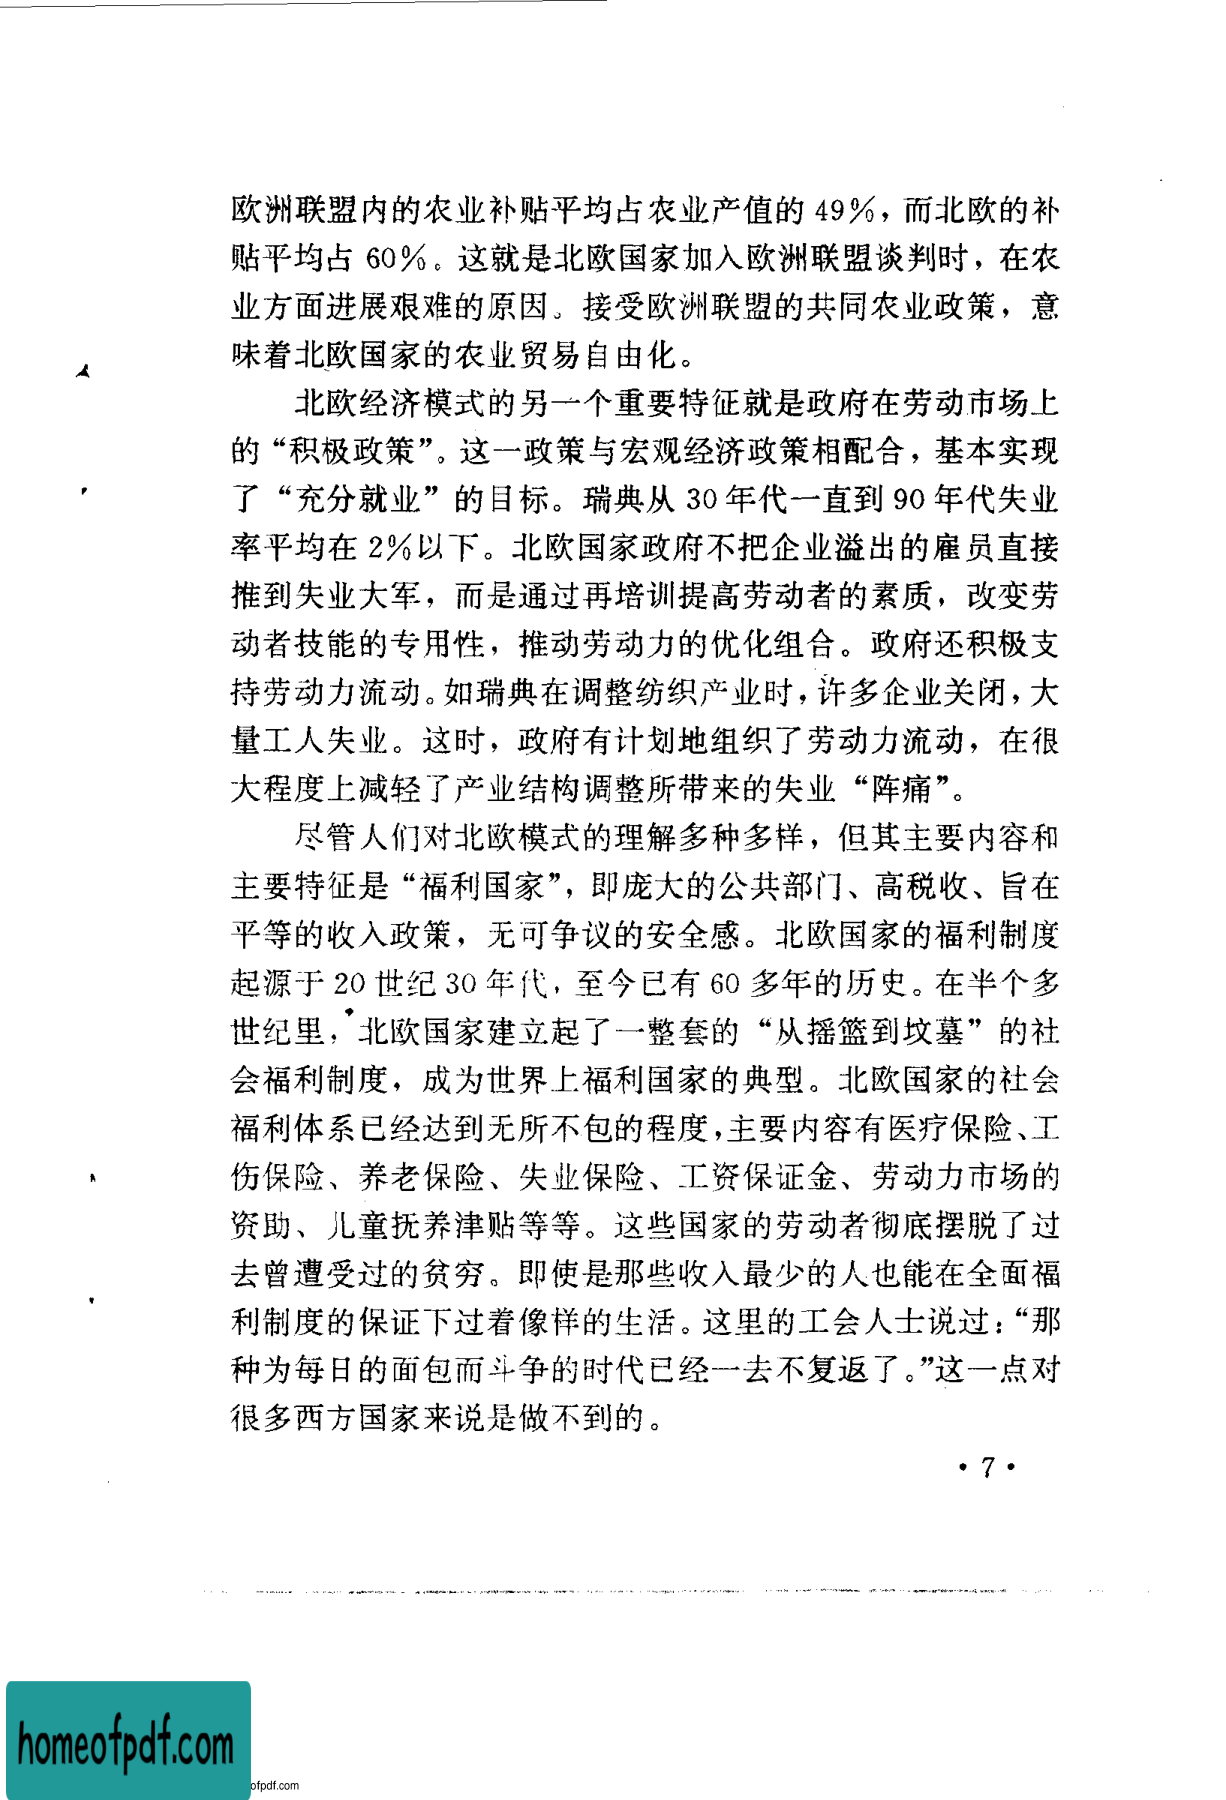 欧洲联盟内的农业补贴平均占农业产值的 49%，而北欧的补
贴平均占 60%。这就是北欧国家加入欧洲联盟谈判时，在农
业方面进展艰难的原因。接受欧洲联盟的共同农业政策，意
味着北欧国家的农业贸易自由化。
北欧经济模式的另一个重要特征就是政府在劳动市场上
的“积极政策”。这一政策与宏观经济政策相配合，基本实现
了“充分就业”的目标。瑞典从 30 年代一直到 90 年代失业
率平均在 2%以下。北欧国家政府不把企业溢出的雇员直接
推到失业大军，而是通过再培训提高劳动者的素质，改变劳
动者技能的专用性，推动劳动力的优化组合。政府还积极支
持劳动力流动。如瑞典在调整纺织产业时，许多企业关闭，大
量工人失业。这时，政府有计划地组织了劳动力流动，在很
大程度上减轻了产业结构调整所带来的失业“阵痛”。
尽管人们对北欧模式的理解多种多样，但其主要内容和
主要特征是“福利国家”，即庞大的公共部门、高税收、旨在
平等的收入政策，无可争议的安全感。北欧国家的福利制度
起源于 20 世纪 30 年代，至今已有 60 多年的历史。在半个多
世纪里，北欧国家建立起了一整套的“从摇篮到坟墓”的社
会福利制度，成为世界上福利国家的典型。北欧国家的社会
福利体系已经达到无所不包的程度，主要内容有医疗保险、工
伤保险、养老保险、失业保险、工资保证金、劳动力市场的
资助、儿童抚养津贴等等。这些国家的劳动者彻底摆脱了过
去曾遭受过的贫穷。即使是那些收入最少的人也能在全面福
利制度的保证下过着像样的生活。这里的工会人士说过：“那
种为每日的面包而斗争的时代已经一去不复返了。”这一点对
很多西方国家来说是做不到的。
· 7 ·
homeofpdf.com
ofpdf.com